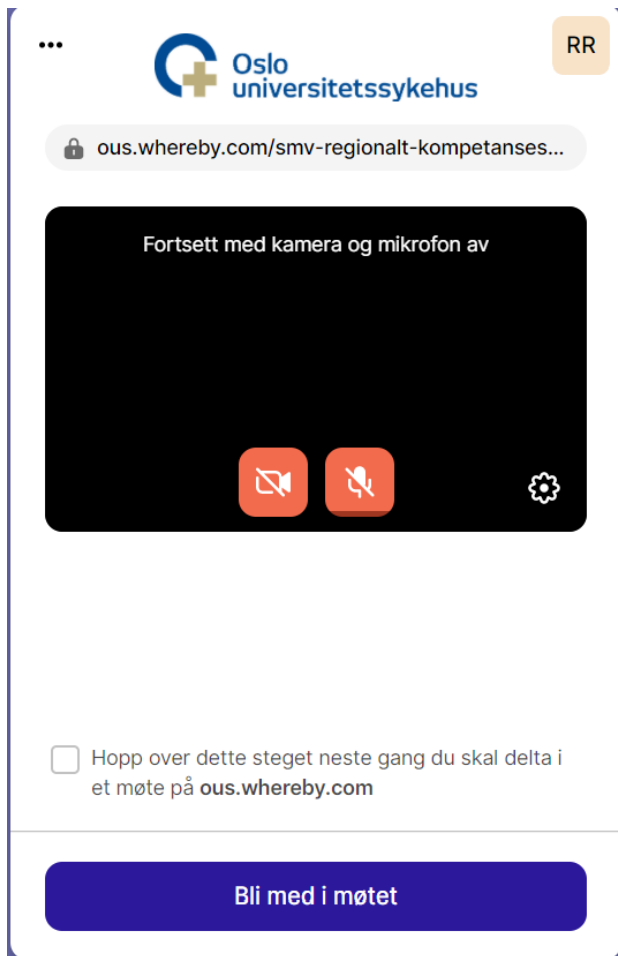 RR
Oslo
universitetssykehus
ous.whereby.com/smv-regionalt-kompetanses...
Fortsett med kamera og mikrofon av
Hopp over dette steget neste gang du skal delta i
et møte på ous.whereby.com
Bli med i møtet